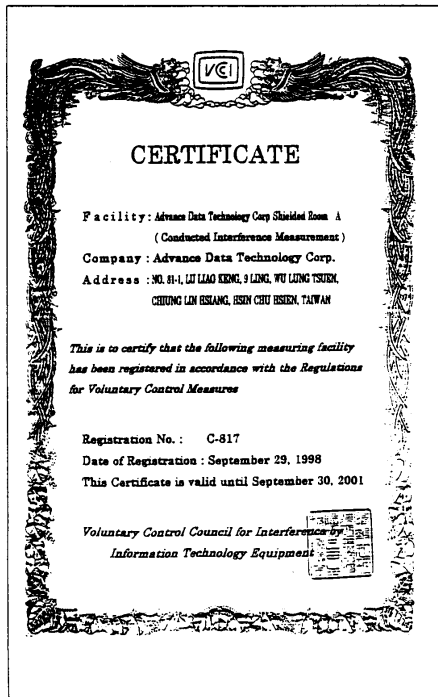 VCCI
CERTIFICATE
Facility : Advance Data Technology Corp Shielded Room A
( Conducted Interference Measurement )
Company : Advance Data Technology Corp.
Address : NO. 81-1, LU LIAO KENG, 9 LING, WU LUNG TSUEN,
CHIUNG LIN HSIANG, HSIN CHU HSIEN, TAIWAN
This is to certify that the following measuring facility
has been registered in accordance with the Regulations
for Voluntary Control Measures
Registration No. : C-817
Date of Registration : September 29, 1998
This Certificate is valid until September 30, 2001
Voluntary Control Council for Interference by
Information Technology Equipment